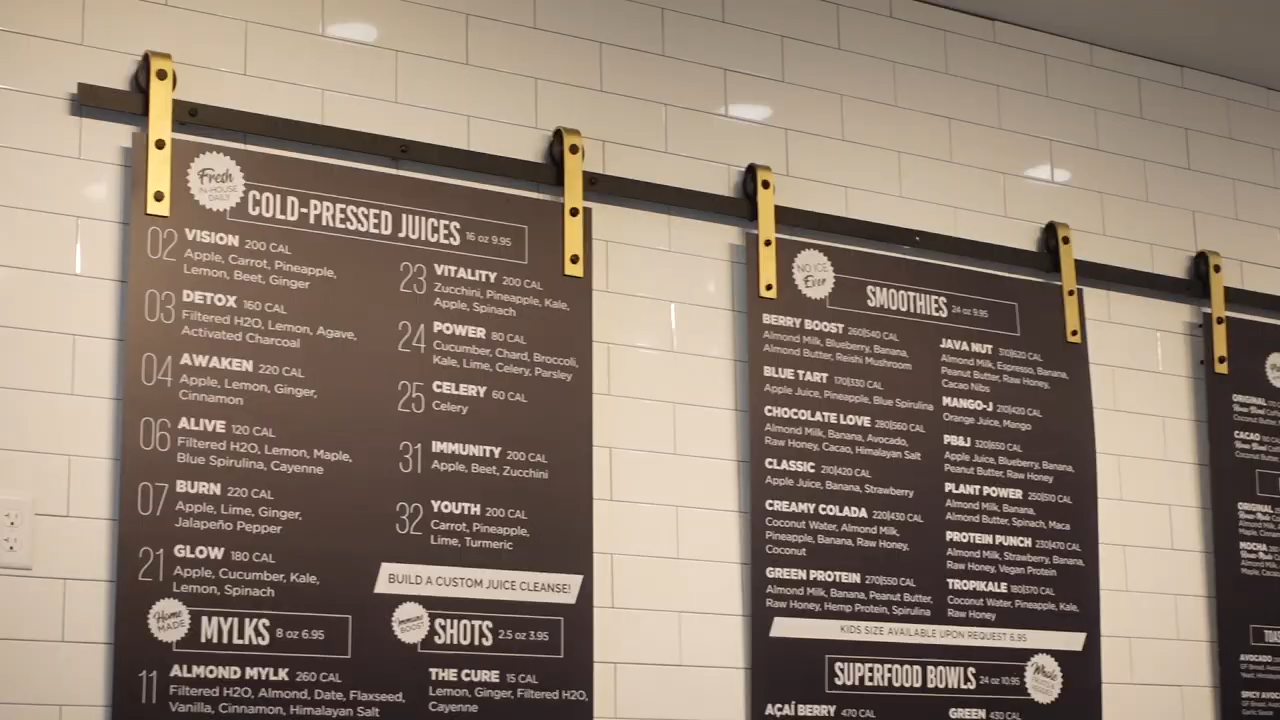 Fresh
IN-HOUSE
DAILY
COLD-PRESSED JUICES 16 oz 9.95
02 VISION 200 CAL
Apple, Carrot, Pineapple,
Lemon, Beet, Ginger
03 DETOX 160 CAL
Filtered H2O, Lemon, Agave,
Activated Charcoal
04 AWAKEN 220 CAL
Apple, Lemon, Ginger,
Cinnamon
06 ALIVE 120 CAL
Filtered H2O, Lemon, Maple,
Blue Spirulina, Cayenne
07 BURN 220 CAL
Apple, Lime, Ginger,
Jalapeño Pepper
21 GLOW 180 CAL
Apple, Cucumber, Kale,
Lemon, Spinach
23 VITALITY 200 CAL
Zucchini, Pineapple, Kale,
Apple, Spinach
24 POWER 80 CAL
Cucumber, Chard, Broccoli,
Kale, Lime, Celery, Parsley
25 CELERY 60 CAL
Celery
31 IMMUNITY 200 CAL
Apple, Beet, Zucchini
32 YOUTH 200 CAL
Carrot, Pineapple,
Lime, Turmeric
BUILD A CUSTOM JUICE CLEANSE!
Home
MADE
MYLKS 8 oz 6.95
11 ALMOND MYLK 260 CAL
Filtered H2O, Almond, Date, Flaxseed,
Vanilla, Cinnamon, Himalayan Salt
Immunity
BOOST
SHOTS 2.5 oz 3.95
THE CURE 15 CAL
Lemon, Ginger, Filtered H2O,
Cayenne
NO ICE
Ever
SMOOTHIES 24 oz 9.95
BERRY BOOST 260|540 CAL
Almond Milk, Blueberry, Banana,
Almond Butter, Reishi Mushroom
BLUE TART 170|330 CAL
Apple Juice, Pineapple, Blue Spirulina
CHOCOLATE LOVE 280|560 CAL
Almond Milk, Banana, Avocado,
Raw Honey, Cacao, Himalayan Salt
CLASSIC 210|420 CAL
Apple Juice, Banana, Strawberry
CREAMY COLADA 220|430 CAL
Coconut Water, Almond Milk,
Pineapple, Banana, Raw Honey,
Coconut
GREEN PROTEIN 270|550 CAL
Almond Milk, Banana, Peanut Butter,
Raw Honey, Hemp Protein, Spirulina
JAVA NUT 310|620 CAL
Almond Milk, Espresso, Banana,
Peanut Butter, Raw Honey,
Cacao Nibs
MANGO-J 210|420 CAL
Orange Juice, Mango
PB&J 320|650 CAL
Apple Juice, Blueberry, Banana,
Peanut Butter, Raw Honey
PLANT POWER 250|510 CAL
Almond Milk, Banana,
Almond Butter, Spinach, Maca
PROTEIN PUNCH 230|470 CAL
Almond Milk, Strawberry, Banana,
Raw Honey, Vegan Protein
TROPIKALE 180|370 CAL
Coconut Water, Pineapple, Kale,
Raw Honey
KIDS SIZE AVAILABLE UPON REQUEST 6.95
SUPERFOOD BOWLS 24 oz 10.95
Whole
AÇAÍ BERRY 470 CAL
GREEN 430 CAL
ORIGINAL
CACAO
ORIGINAL
MOCHA
AVOCADO
SPICY